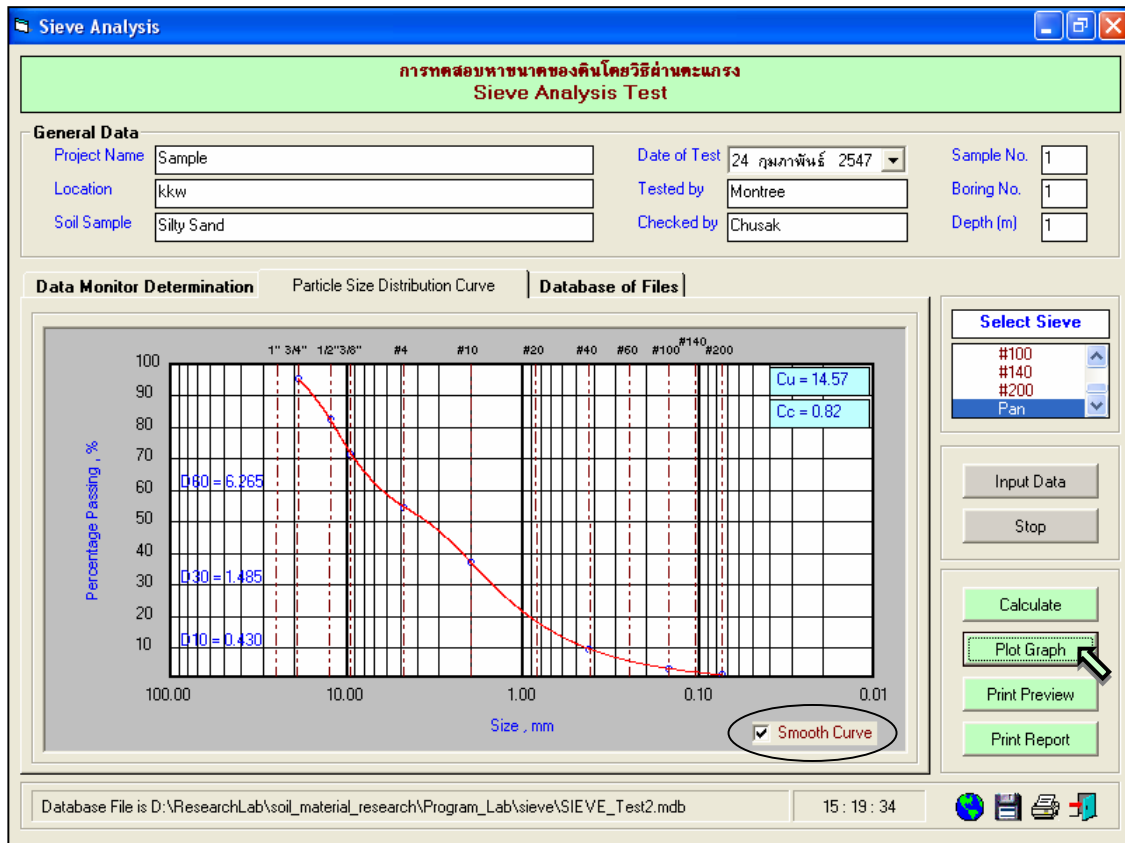 Sieve Analysis
การทดสอบหาขนาดของดินโดยวิธีผ่านตะแกรง
Sieve Analysis Test
General Data
Project Name Sample Date of Test 24 กุมภาพันธ์ 2547 Sample No. 1
Location kkw Tested by Montree Boring No. 1
Soil Sample Silty Sand Checked by Chusak Depth (m) 1
Data Monitor Determination Particle Size Distribution Curve Database of Files
1" 3/4" 1/2" 3/8" #4 #10 #20 #40 #60 #100 #140 #200
Cu = 14.57
Cc = 0.82
Percentage Passing , %
100
90
80
70
60
50
40
30
20
10
D60 = 6.265
D30 = 1.485
D10 = 0.430
100.00 10.00 1.00 0.10 0.01
Size , mm
Smooth Curve
Select Sieve
#100
#140
#200
Pan
Input Data
Stop
Calculate
Plot Graph
Print Preview
Print Report
Database File is D:\ResearchLab\soil_material_research\Program_Lab\sieve\SIEVE_Test2.mdb 15 : 19 : 34